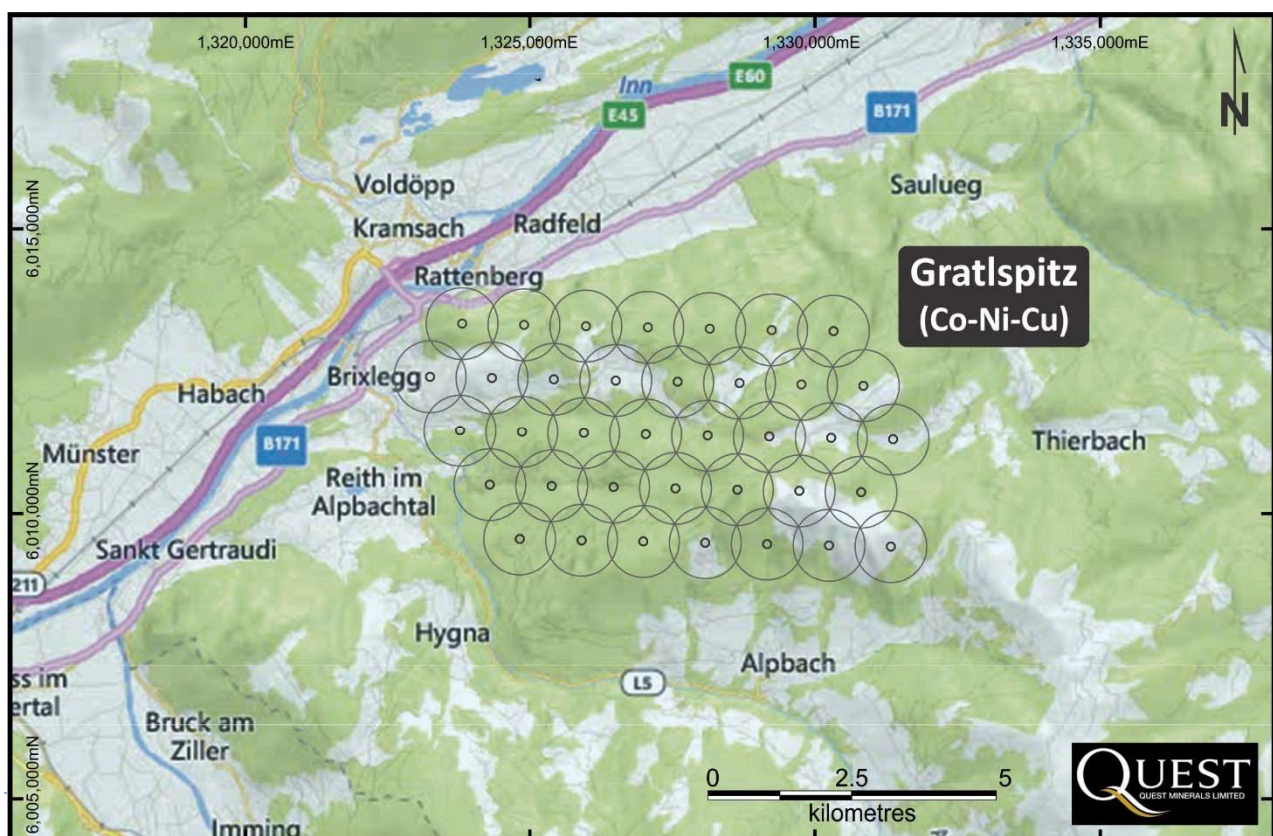 1,320,000mE
1,325,000mE
1,330,000mE
1,335,000mE
Inn
E60
E45
B171
N
Voldöpp
Saulueg
Kramsach
Radfeld
6,015,000mN
Rattenberg
Gratlspitz
(Co-Ni-Cu)
Brixlegg
Habach
B171
Münster
Thierbach
Reith im
Alpbachtal
6,010,000mN
Sankt Gertraudi
211
Hygna
Alpbach
L5
ss im
ertal
Bruck am
Ziller
0
2.5
5
kilometres
QUEST
QUEST MINERALS LIMITED
6,005,000mN
Imming